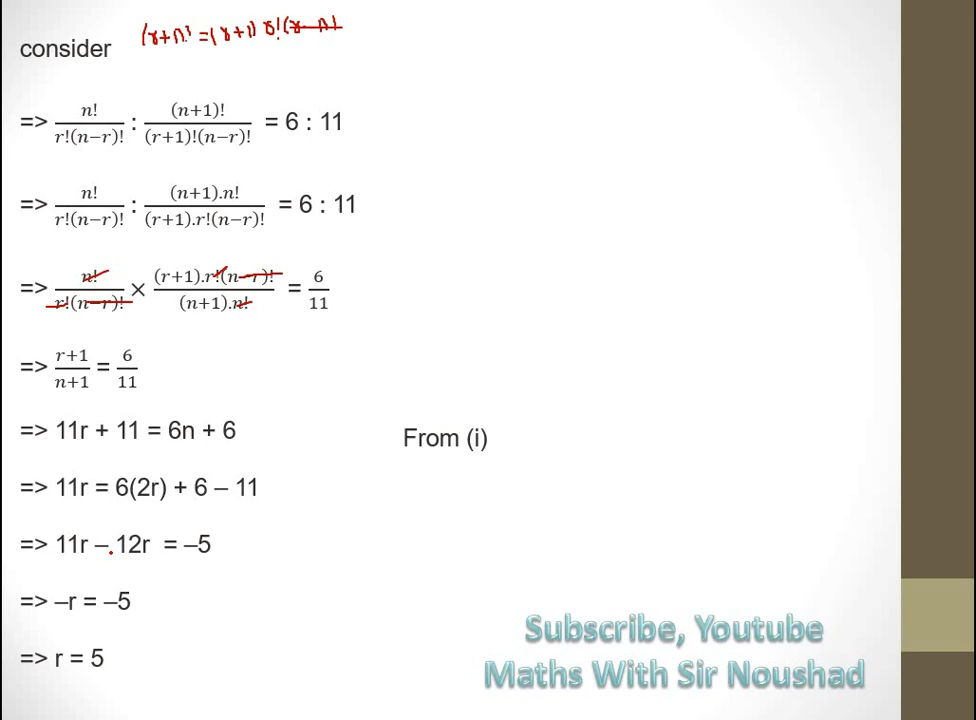 (r+1)! = (r+1) r!(r-n)!
consider
=> n!/r!(n−r)! : (n+1)!/(r+1)!(n−r)! = 6 : 11
=> n!/r!(n−r)! : (n+1).n!/(r+1).r!(n−r)! = 6 : 11
=> n!/r!(n−r)! × (r+1).r!(n−r)!/(n+1).n! = 6/11
=> r+1/n+1 = 6/11
=> 11r + 11 = 6n + 6 From (i)
=> 11r = 6(2r) + 6 – 11
=> 11r – 12r = –5
=> –r = –5
=> r = 5
Subscribe, Youtube
Maths With Sir Noushad